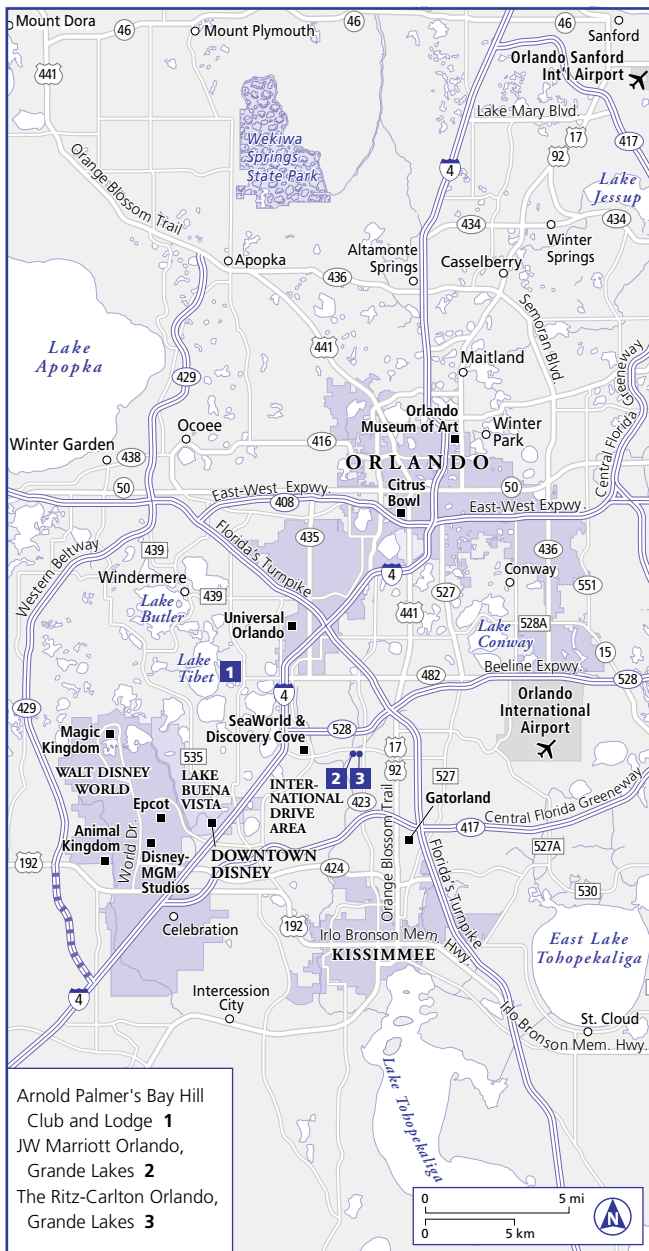 Mount Dora
46
Mount Plymouth
46
46
Sanford
Orlando Sanford
Int'l Airport
441
Lake Mary Blvd.
17
92
417
Wekiwa
Springs
State Park
Orange Blossom Trail
4
Lake
Jessup
434
434
Winter
Springs
Altamonte
Springs
Apopka
436
Casselberry
Semoran Blvd.
Lake
Apopka
429
441
Maitland
Central Florida Greeneway
Orlando
Museum of Art
Winter
Park
Ocoee
416
Winter Garden
438
ORLANDO
50
East-West Expwy.
408
Citrus
Bowl
50
East-West Expwy.
Western Beltway
439
Florida's Turnpike
435
4
436
Windermere
439
441
527
Conway
551
Lake
Butler
Universal
Orlando
Lake
Conway
528A
15
Lake
Tibet
1
482
Beeline Expwy.
528
429
4
Orlando
International
Airport
SeaWorld &
Discovery Cove
528
Magic
Kingdom
535
17
92
WALT DISNEY
WORLD
LAKE
BUENA
VISTA
INTER-
NATIONAL
DRIVE
AREA
2
3
423
527
Central Florida Greeneway
Epcot
Gatorland
417
Animal
Kingdom
World Dr.
Disney-
MGM
Studios
DOWNTOWN
DISNEY
Orange Blossom Trail
192
424
527A
Florida's Turnpike
530
Celebration
192
Irlo Bronson Mem. Hwy.
KISSIMMEE
East Lake
Tohopekaliga
4
Intercession
City
St. Cloud
Irlo Bronson Mem. Hwy.
Lake Tohopekaliga
Arnold Palmer's Bay Hill
Club and Lodge 1
JW Marriott Orlando,
Grande Lakes 2
The Ritz-Carlton Orlando,
Grande Lakes 3
0
5 mi
0
5 km
N